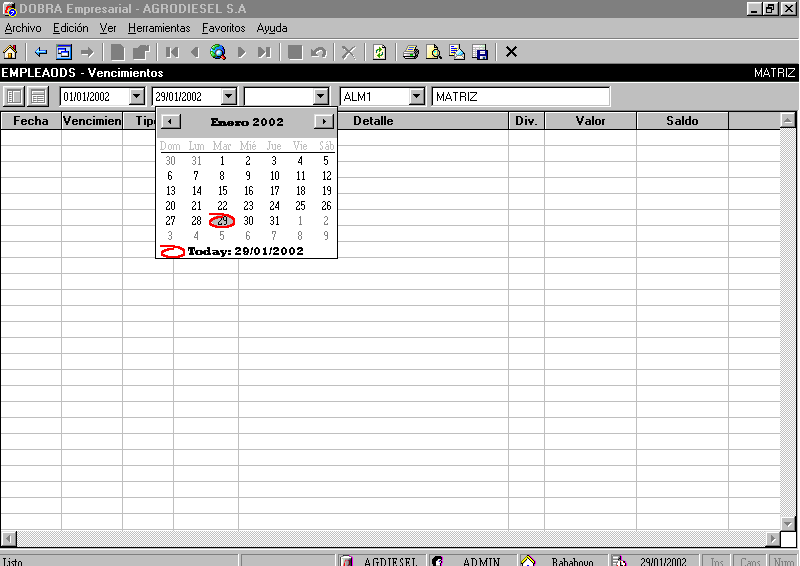 DOBRA Empresarial - AGRODIESEL S.A
Archivo Edición Ver Herramientas Favoritos Ayuda
EMPLEAODS - Vencimientos MATRIZ
01/01/2002 29/01/2002 ALM1 MATRIZ
Fecha Vencimien Tipo Detalle Div. Valor Saldo
Enero 2002
Dom Lun Mar Mié Jue Vie Sáb
30 31 1 2 3 4 5
6 7 8 9 10 11 12
13 14 15 16 17 18 19
20 21 22 23 24 25 26
27 28 29 30 31 1 2
3 4 5 6 7 8 9
Today: 29/01/2002
Listo AGDIESEL ADMIN Babahoyo 29/01/2002 Ins Caps Num